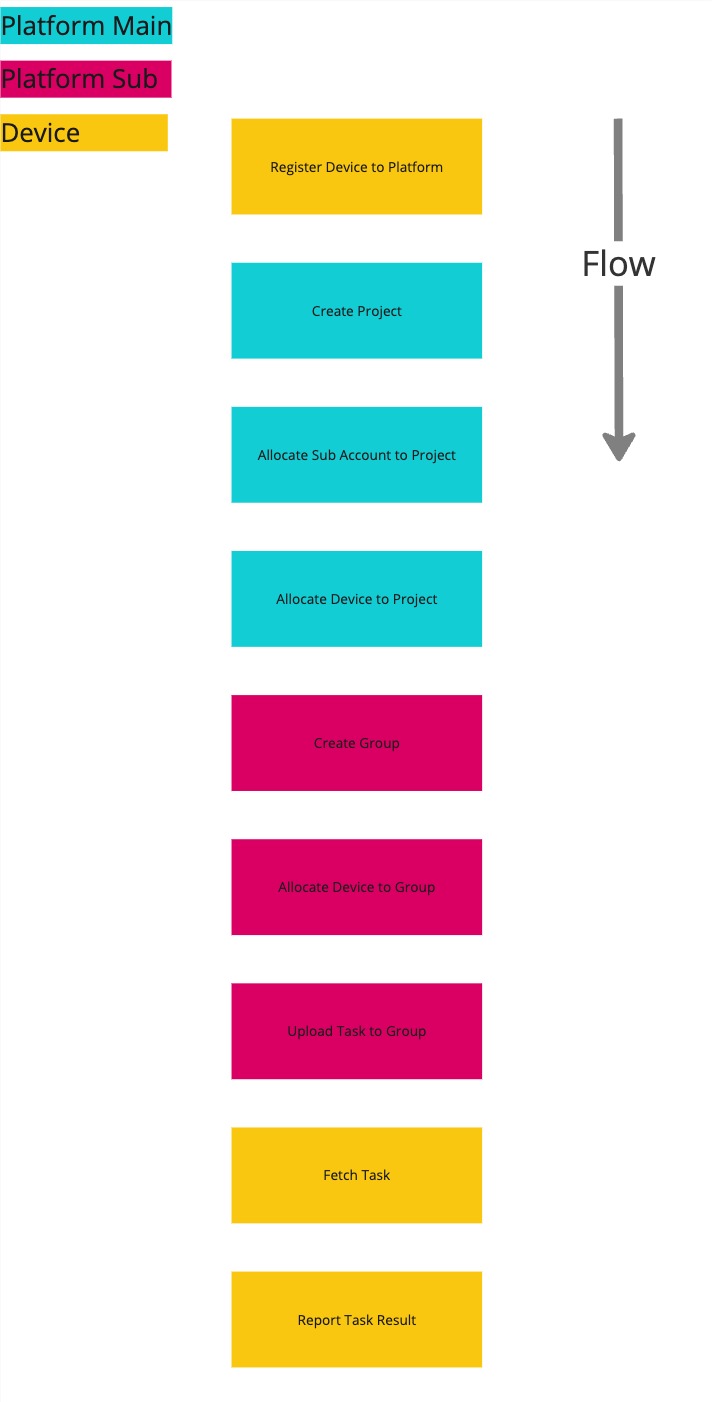 Platform Main
Platform Sub
Device
Register Device to Platform
Flow
Create Project
Allocate Sub Account to Project
Allocate Device to Project
Create Group
Allocate Device to Group
Upload Task to Group
Fetch Task
Report Task Result